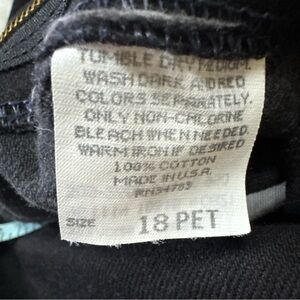 TUMBLE DRY MEDIUM.
WASH DARK AND RED
COLORS SEPARATELY.
ONLY NON-CHLORINE
BLEACH WHEN NEEDED.
WARM IRON IF DESIRED
100% COTTON
MADE IN U.S.A.
RN34783
SIZE 18 PET